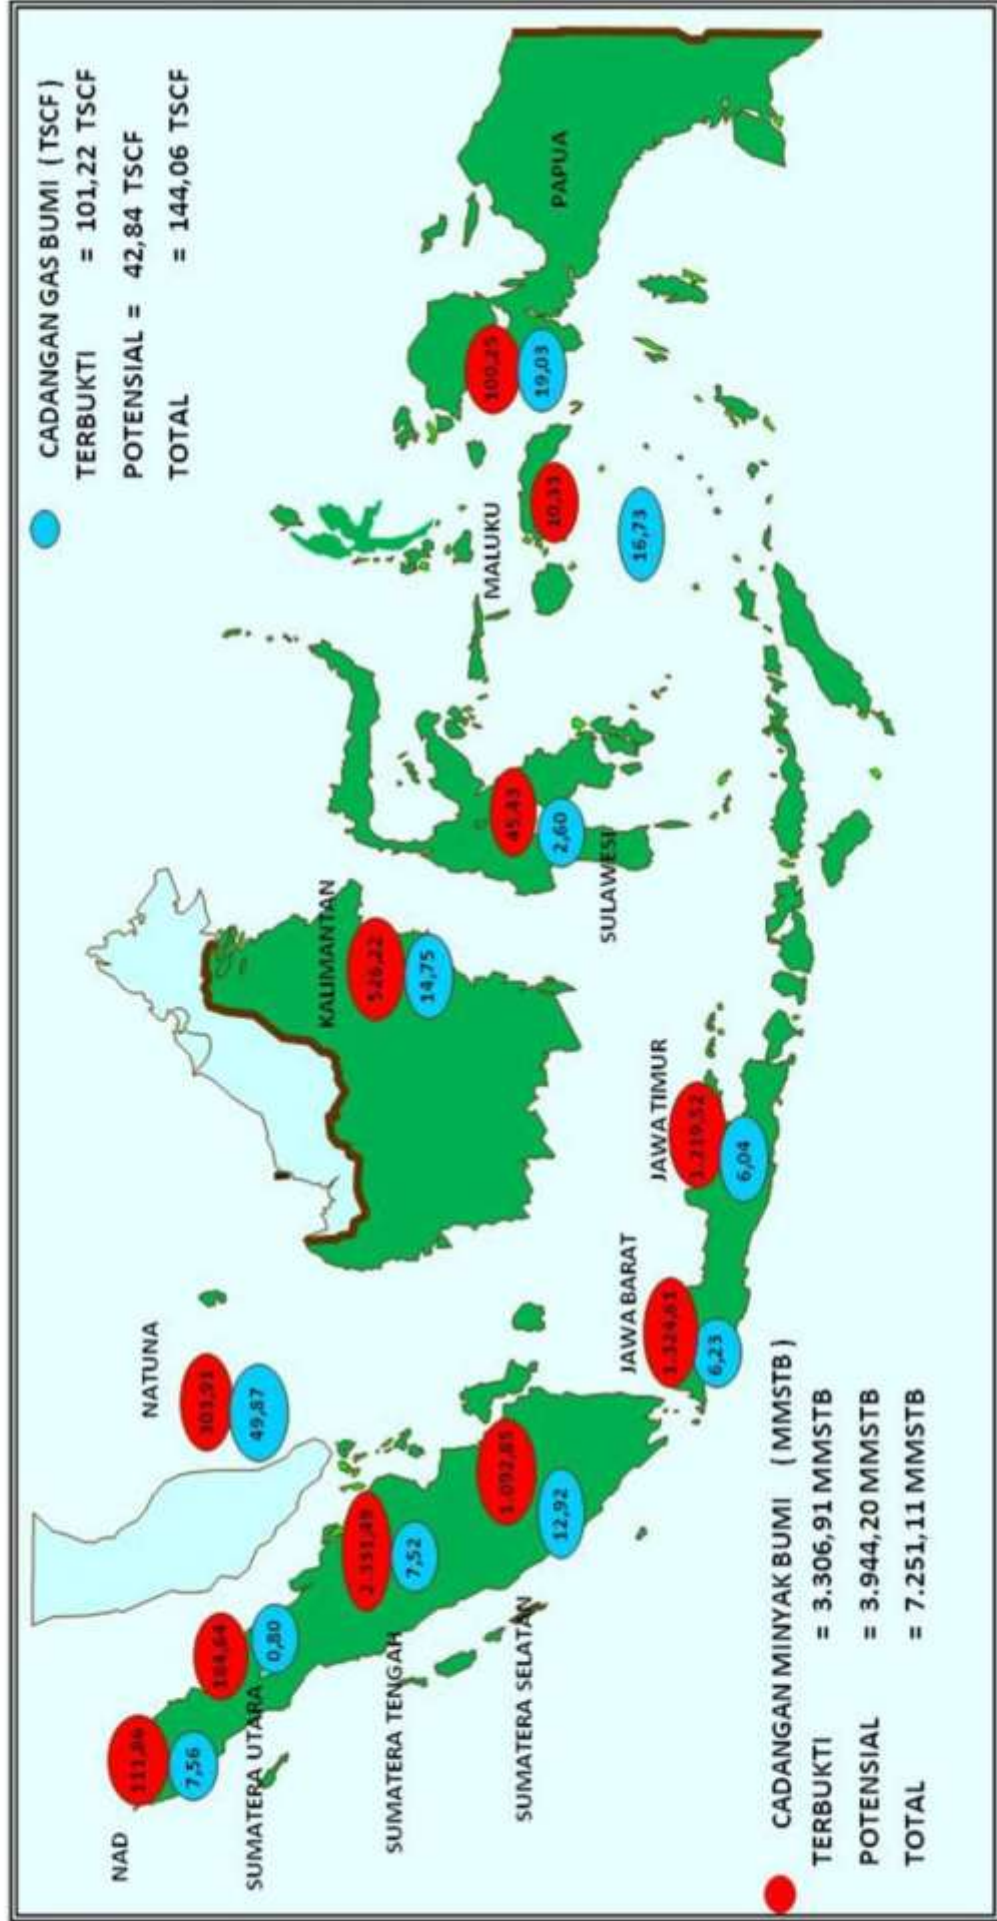 CADANGAN GAS BUMI ( TSCF )
TERBUKTI = 101,22 TSCF
POTENSIAL = 42,84 TSCF
TOTAL = 144,06 TSCF
NAD
111,86
7,56
SUMATERA UTARA
184,64
0,80
NATUNA
49,87
SUMATERA TENGAH
2.331,49
7,52
KALIMANTAN
526,22
14,75
MALUKU
10,33
16,73
PAPUA
100,25
19,03
SUMATERA SELATAN
1.092,85
12,92
45,43
2,60
SULAWESI
JAWA BARAT
1.324,61
6,23
JAWA TIMUR
1.219,52
6,04
CADANGAN MINYAK BUMI ( MMSTB )
TERBUKTI = 3.306,91 MMSTB
POTENSIAL = 3.944,20 MMSTB
TOTAL = 7.251,11 MMSTB